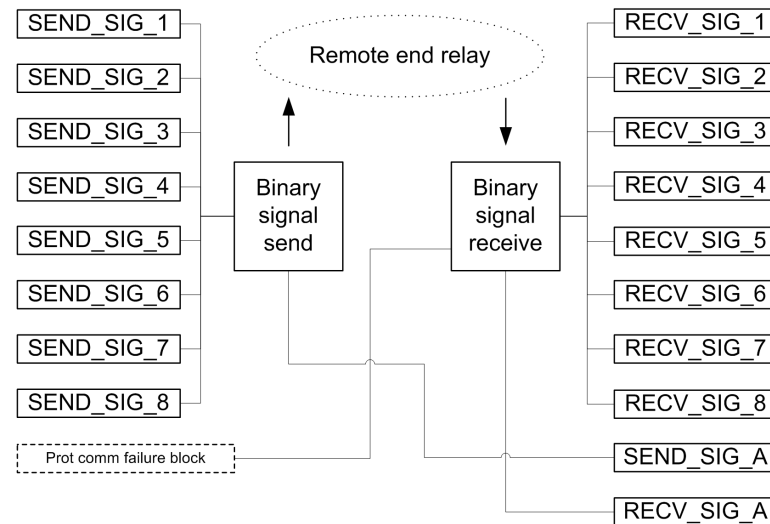 SEND_SIG_1
SEND_SIG_2
SEND_SIG_3
SEND_SIG_4
SEND_SIG_5
SEND_SIG_6
SEND_SIG_7
SEND_SIG_8
Prot comm failure block
Remote end relay
Binary
signal
send
Binary
signal
receive
RECV_SIG_1
RECV_SIG_2
RECV_SIG_3
RECV_SIG_4
RECV_SIG_5
RECV_SIG_6
RECV_SIG_7
RECV_SIG_8
SEND_SIG_A
RECV_SIG_A